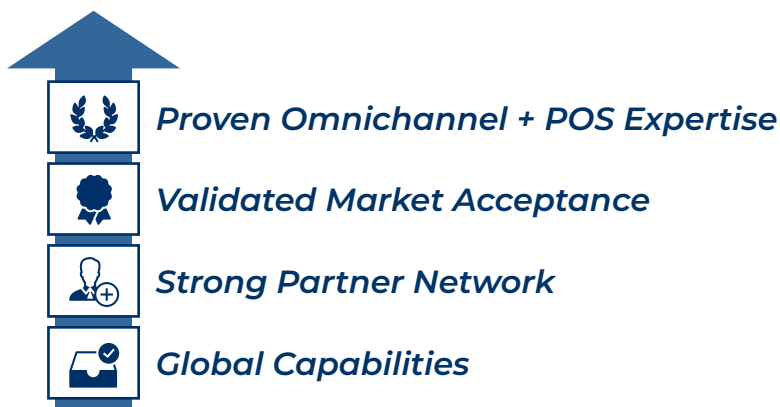 Proven Omnichannel + POS Expertise
Validated Market Acceptance
Strong Partner Network
Global Capabilities